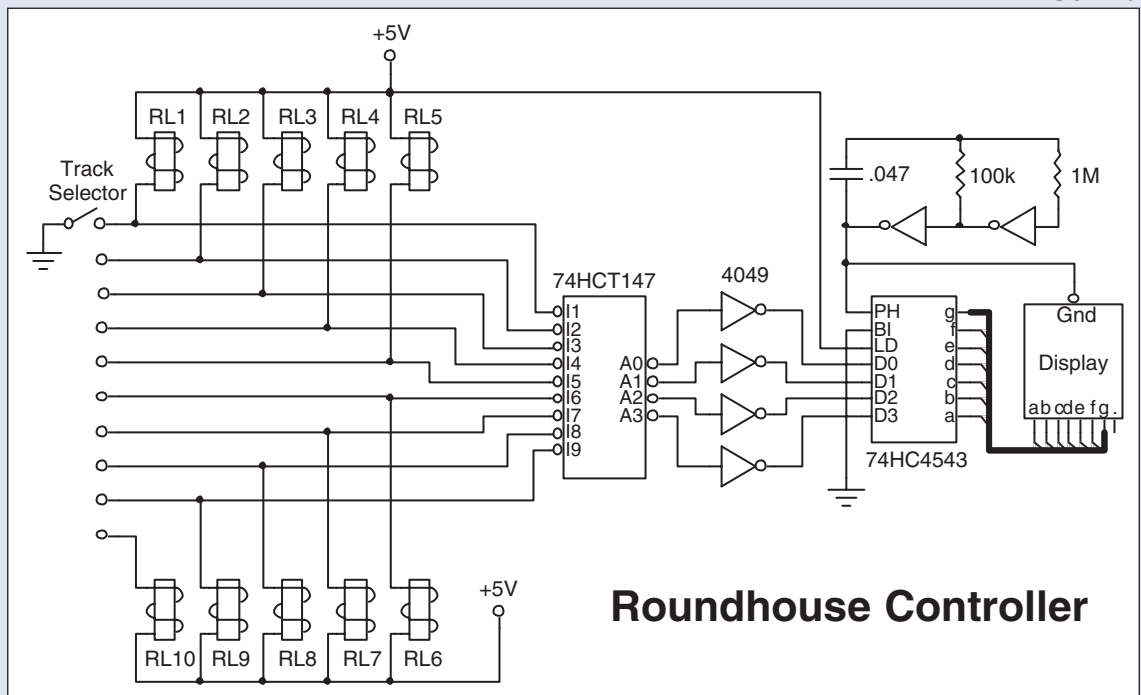 +5V
RL1 RL2 RL3 RL4 RL5
Track
Selector
.047 100k 1M
74HCT147 4049
I1
I2
I3
I4
I5
I6
I7
I8
I9
A0
A1
A2
A3
PH
BI
LD
D0
D1
D2
D3
g
f
e
d
c
b
a
74HC4543
Gnd
Display
abcdefg.
+5V
RL10 RL9 RL8 RL7 RL6
Roundhouse Controller